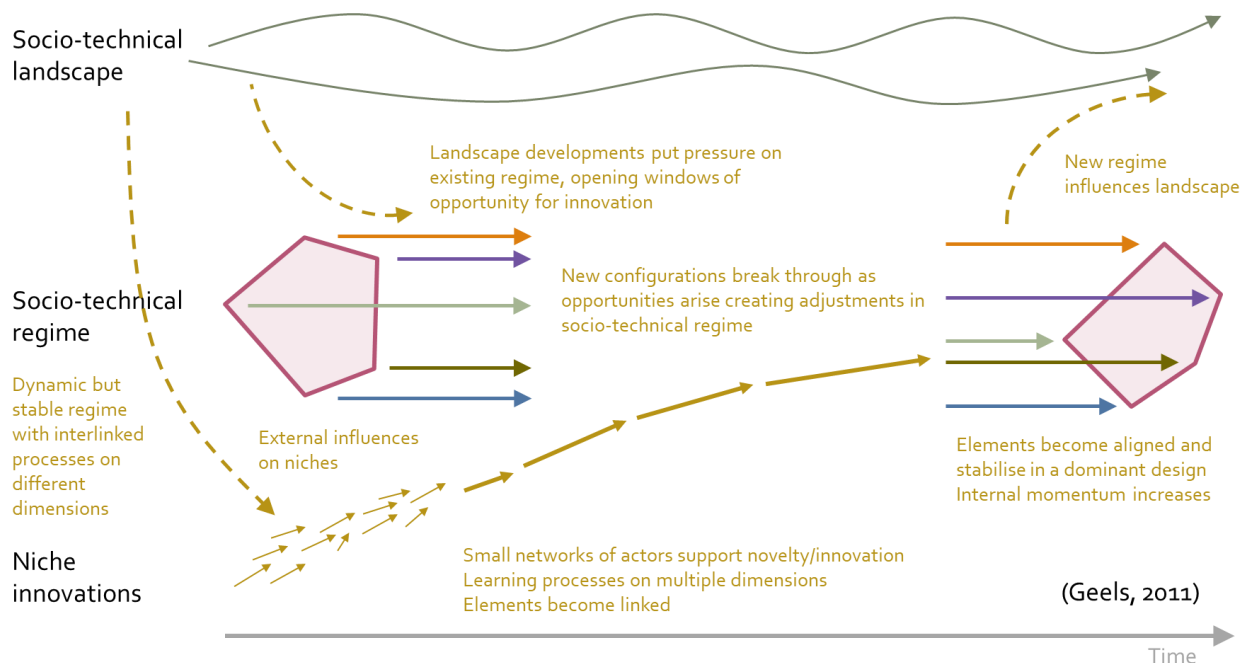 Socio-technical
landscape
Landscape developments put pressure on
existing regime, opening windows of
opportunity for innovation
New regime
influences landscape
Socio-technical
regime
New configurations break through as
opportunities arise creating adjustments in
socio-technical regime
Dynamic but
stable regime
with interlinked
processes on
different
dimensions
External influences
on niches
Elements become aligned and
stabilise in a dominant design
Internal momentum increases
Niche
innovations
Small networks of actors support novelty/innovation
Learning processes on multiple dimensions
Elements become linked
(Geels, 2011)
Time